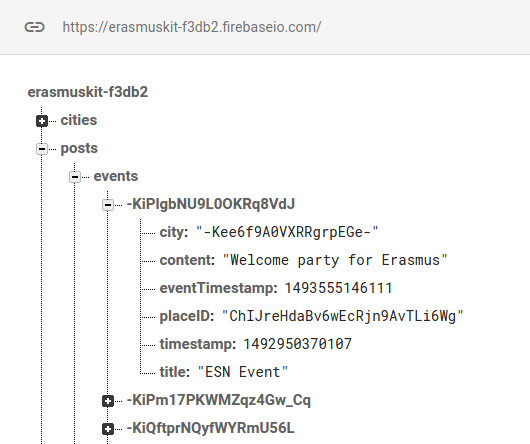 https://erasmuskit-f3db2.firebaseio.com/
erasmuskit-f3db2
cities
posts
events
-KiPIgbNU9L0OKRq8VdJ
city: "-Kee6f9A0VXRRgrpEGe-"
content: "Welcome party for Erasmus"
eventTimestamp: 1493555146111
placeID: "ChIJreHdaBv6wEcRjn9AvTLi6Wg"
timestamp: 1492950370107
title: "ESN Event"
-KiPm17PKWMZqz4Gw_Cq
-KiQftprNQyfWYRmU56L